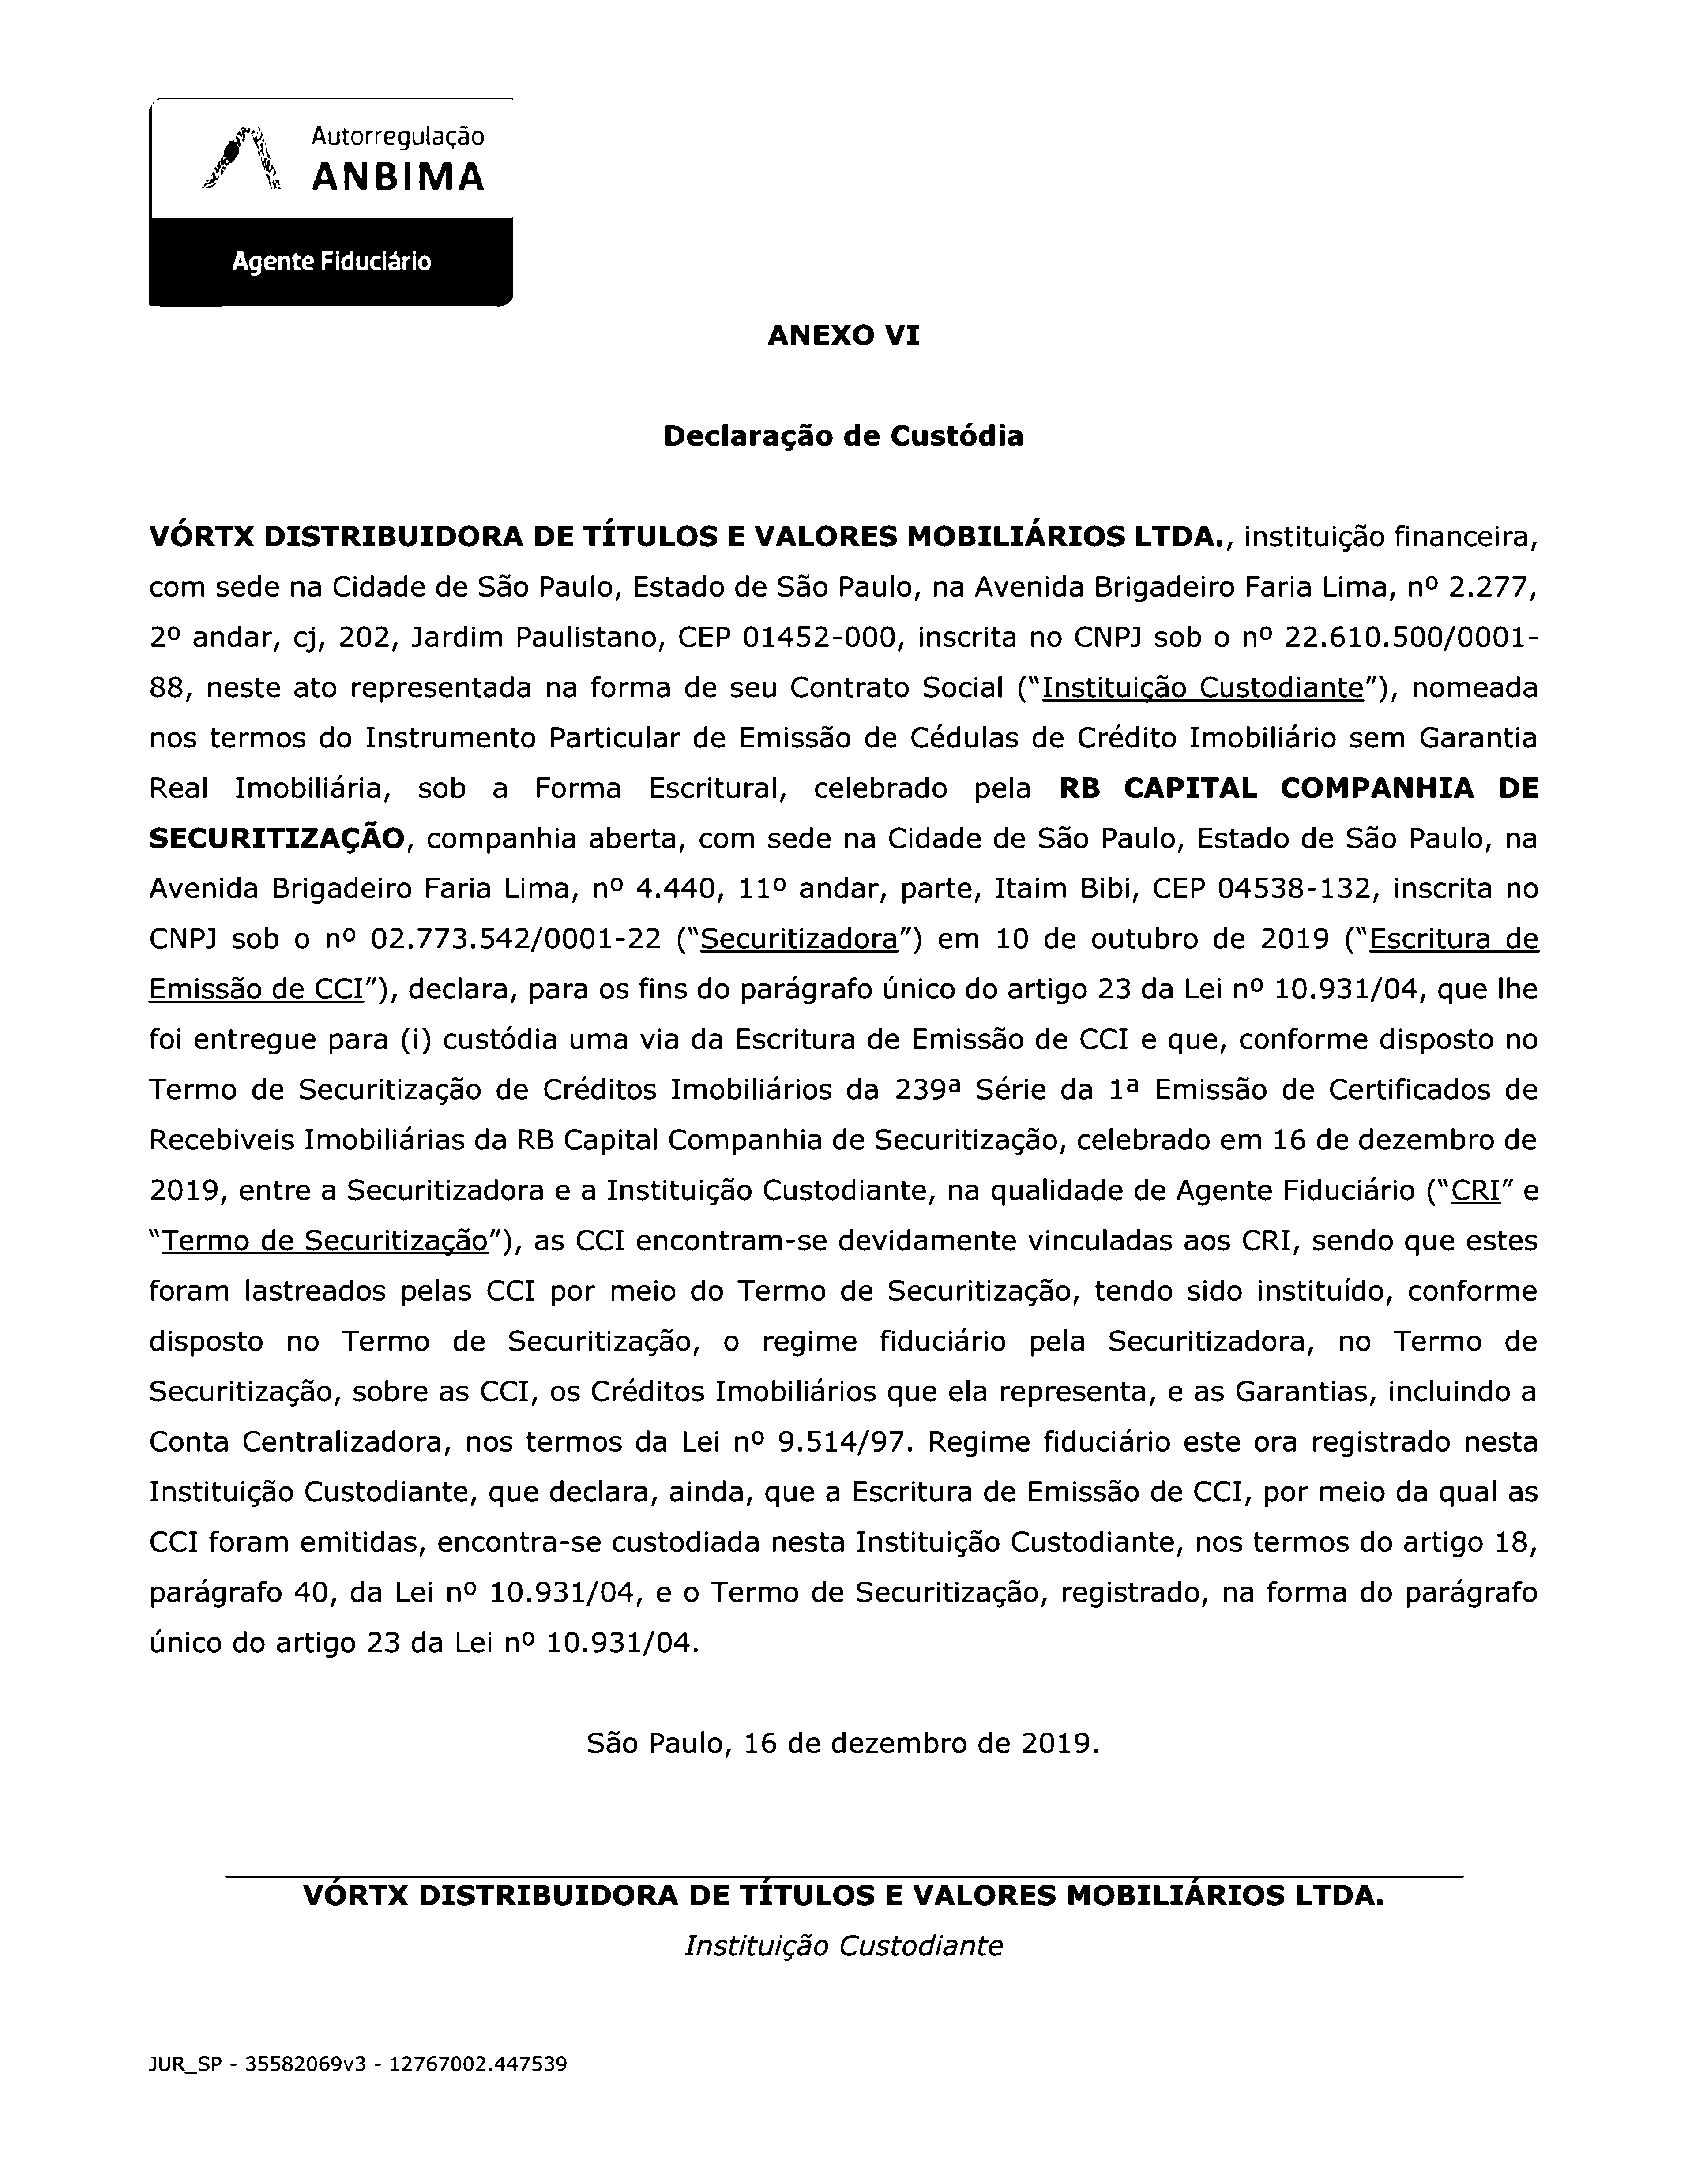 Autorregulação
ANBIMA
Agente Fiduciário
ANEXO VI
Declaração de Custódia
VÓRTX DISTRIBUIDORA DE TÍTULOS E VALORES MOBILIÁRIOS LTDA., instituição financeira,
com sede na Cidade de São Paulo, Estado de São Paulo, na Avenida Brigadeiro Faria Lima, nº 2.277,
2º andar, cj, 202, Jardim Paulistano, CEP 01452-000, inscrita no CNPJ sob o nº 22.610.500/0001-
88, neste ato representada na forma de seu Contrato Social ("Instituição Custodiante"), nomeada
nos termos do Instrumento Particular de Emissão de Cédulas de Crédito Imobiliário sem Garantia
Real Imobiliária, sob a Forma Escritural, celebrado pela RB CAPITAL COMPANHIA DE
SECURITIZAÇÃO, companhia aberta, com sede na Cidade de São Paulo, Estado de São Paulo, na
Avenida Brigadeiro Faria Lima, nº 4.440, 11º andar, parte, Itaim Bibi, CEP 04538-132, inscrita no
CNPJ sob o nº 02.773.542/0001-22 ("Securitizadora") em 10 de outubro de 2019 ("Escritura de
Emissão de CCI"), declara, para os fins do parágrafo único do artigo 23 da Lei nº 10.931/04, que lhe
foi entregue para (i) custódia uma via da Escritura de Emissão de CCI e que, conforme disposto no
Termo de Securitização de Créditos Imobiliários da 239ª Série da 1ª Emissão de Certificados de
Recebiveis Imobiliárias da RB Capital Companhia de Securitização, celebrado em 16 de dezembro de
2019, entre a Securitizadora e a Instituição Custodiante, na qualidade de Agente Fiduciário ("CRI" e
"Termo de Securitização"), as CCI encontram-se devidamente vinculadas aos CRI, sendo que estes
foram lastreados pelas CCI por meio do Termo de Securitização, tendo sido instituído, conforme
disposto no Termo de Securitização, o regime fiduciário pela Securitizadora, no Termo de
Securitização, sobre as CCI, os Créditos Imobiliários que ela representa, e as Garantias, incluindo a
Conta Centralizadora, nos termos da Lei nº 9.514/97. Regime fiduciário este ora registrado nesta
Instituição Custodiante, que declara, ainda, que a Escritura de Emissão de CCI, por meio da qual as
CCI foram emitidas, encontra-se custodiada nesta Instituição Custodiante, nos termos do artigo 18,
parágrafo 40, da Lei nº 10.931/04, e o Termo de Securitização, registrado, na forma do parágrafo
único do artigo 23 da Lei nº 10.931/04.
São Paulo, 16 de dezembro de 2019.
VÓRTX DISTRIBUIDORA DE TÍTULOS E VALORES MOBILIÁRIOS LTDA.
Instituição Custodiante
JUR_SP - 35582069v3 - 12767002.447539